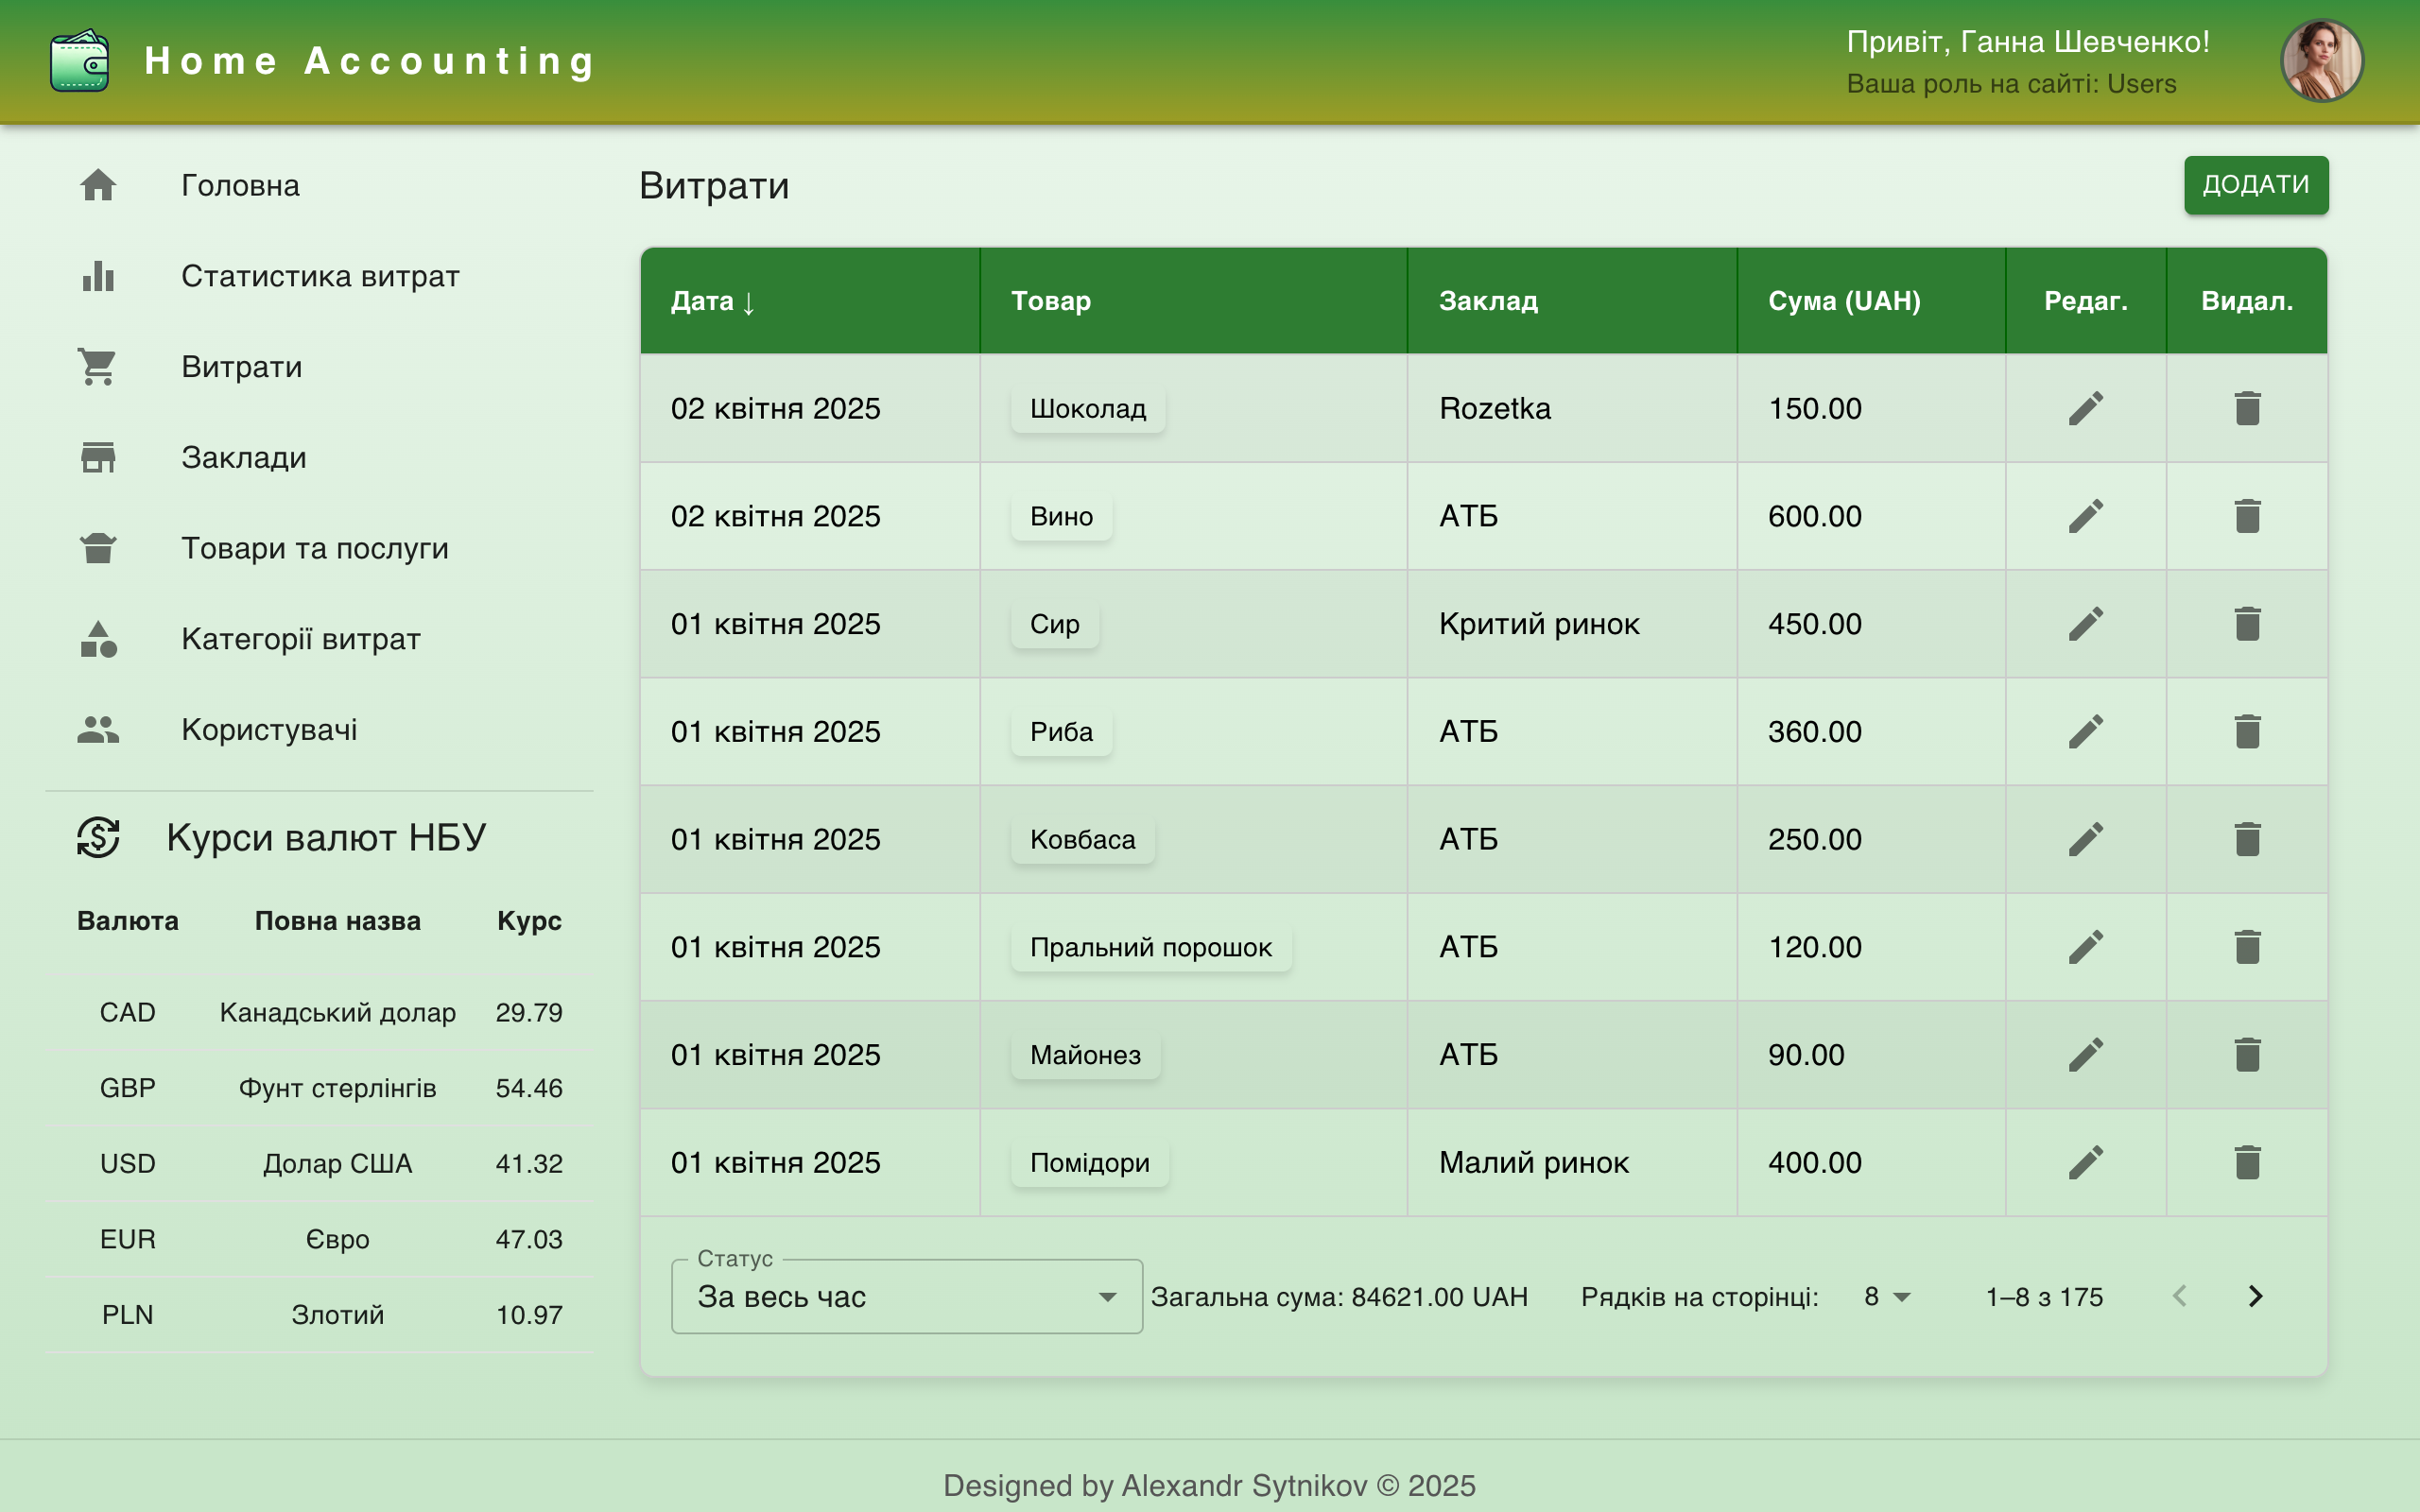 Home Accounting
Привіт, Ганна Шевченко!
Ваша роль на сайті: Users
Головна
Статистика витрат
Витрати
Заклади
Товари та послуги
Категорії витрат
Користувачі
Курси валют НБУ
Валюта Повна назва Курс
CAD Канадський долар 29.79
GBP Фунт стерлінгів 54.46
USD Долар США 41.32
EUR Євро 47.03
PLN Злотий 10.97
Витрати
ДОДАТИ
Дата ↓ Товар Заклад Сума (UAH) Редаг. Видал.
02 квітня 2025 Шоколад Rozetka 150.00
02 квітня 2025 Вино АТБ 600.00
01 квітня 2025 Сир Критий ринок 450.00
01 квітня 2025 Риба АТБ 360.00
01 квітня 2025 Ковбаса АТБ 250.00
01 квітня 2025 Пральний порошок АТБ 120.00
01 квітня 2025 Майонез АТБ 90.00
01 квітня 2025 Помідори Малий ринок 400.00
Статус
За весь час Загальна сума: 84621.00 UAH Рядків на сторінці: 8 1–8 з 175
Designed by Alexandr Sytnikov © 2025